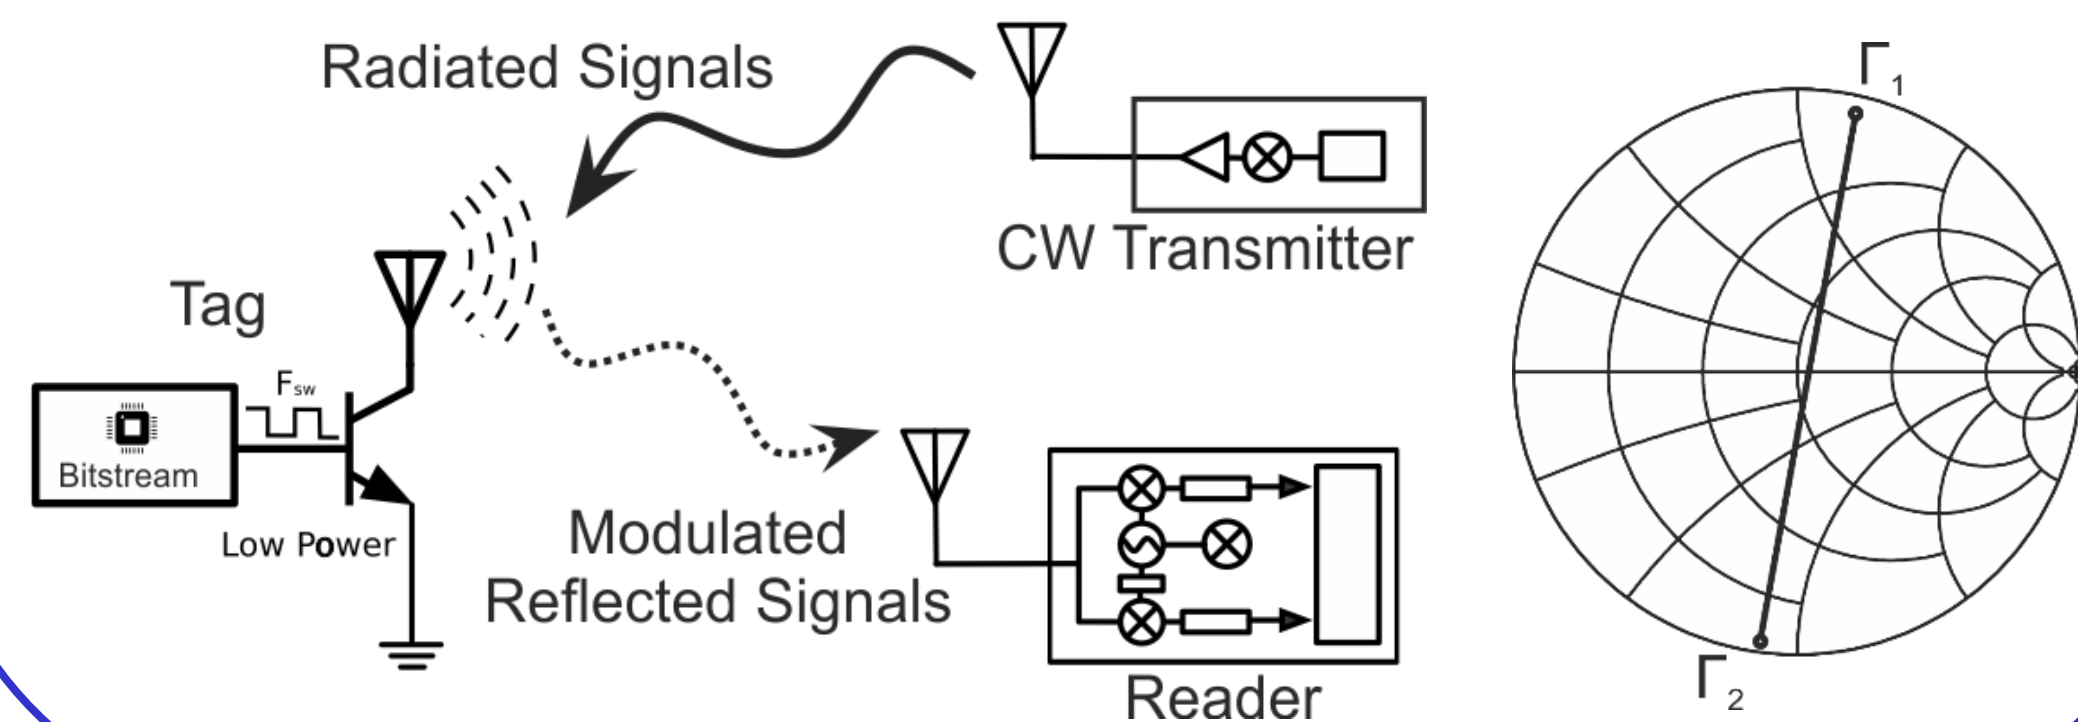 Radiated Signals
CW Transmitter
Tag
Fsw
Bitstream
Low Power
Modulated
Reflected Signals
Reader
Γ1
Γ2